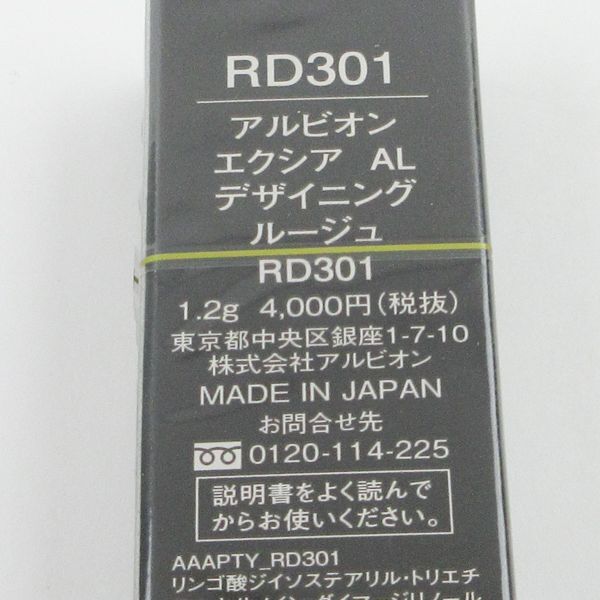 RD301
アルビオン
エクシア AL
デザイニング
ルージュ
RD301
1.2g 4,000円(税抜)
東京都中央区銀座1-7-10
株式会社アルビオン
MADE IN JAPAN
お問合せ先
0120-114-225
説明書をよく読んで
からお使いください。
AAAPTY_RD301
リンゴ酸ジイソステアリル・トリエチ